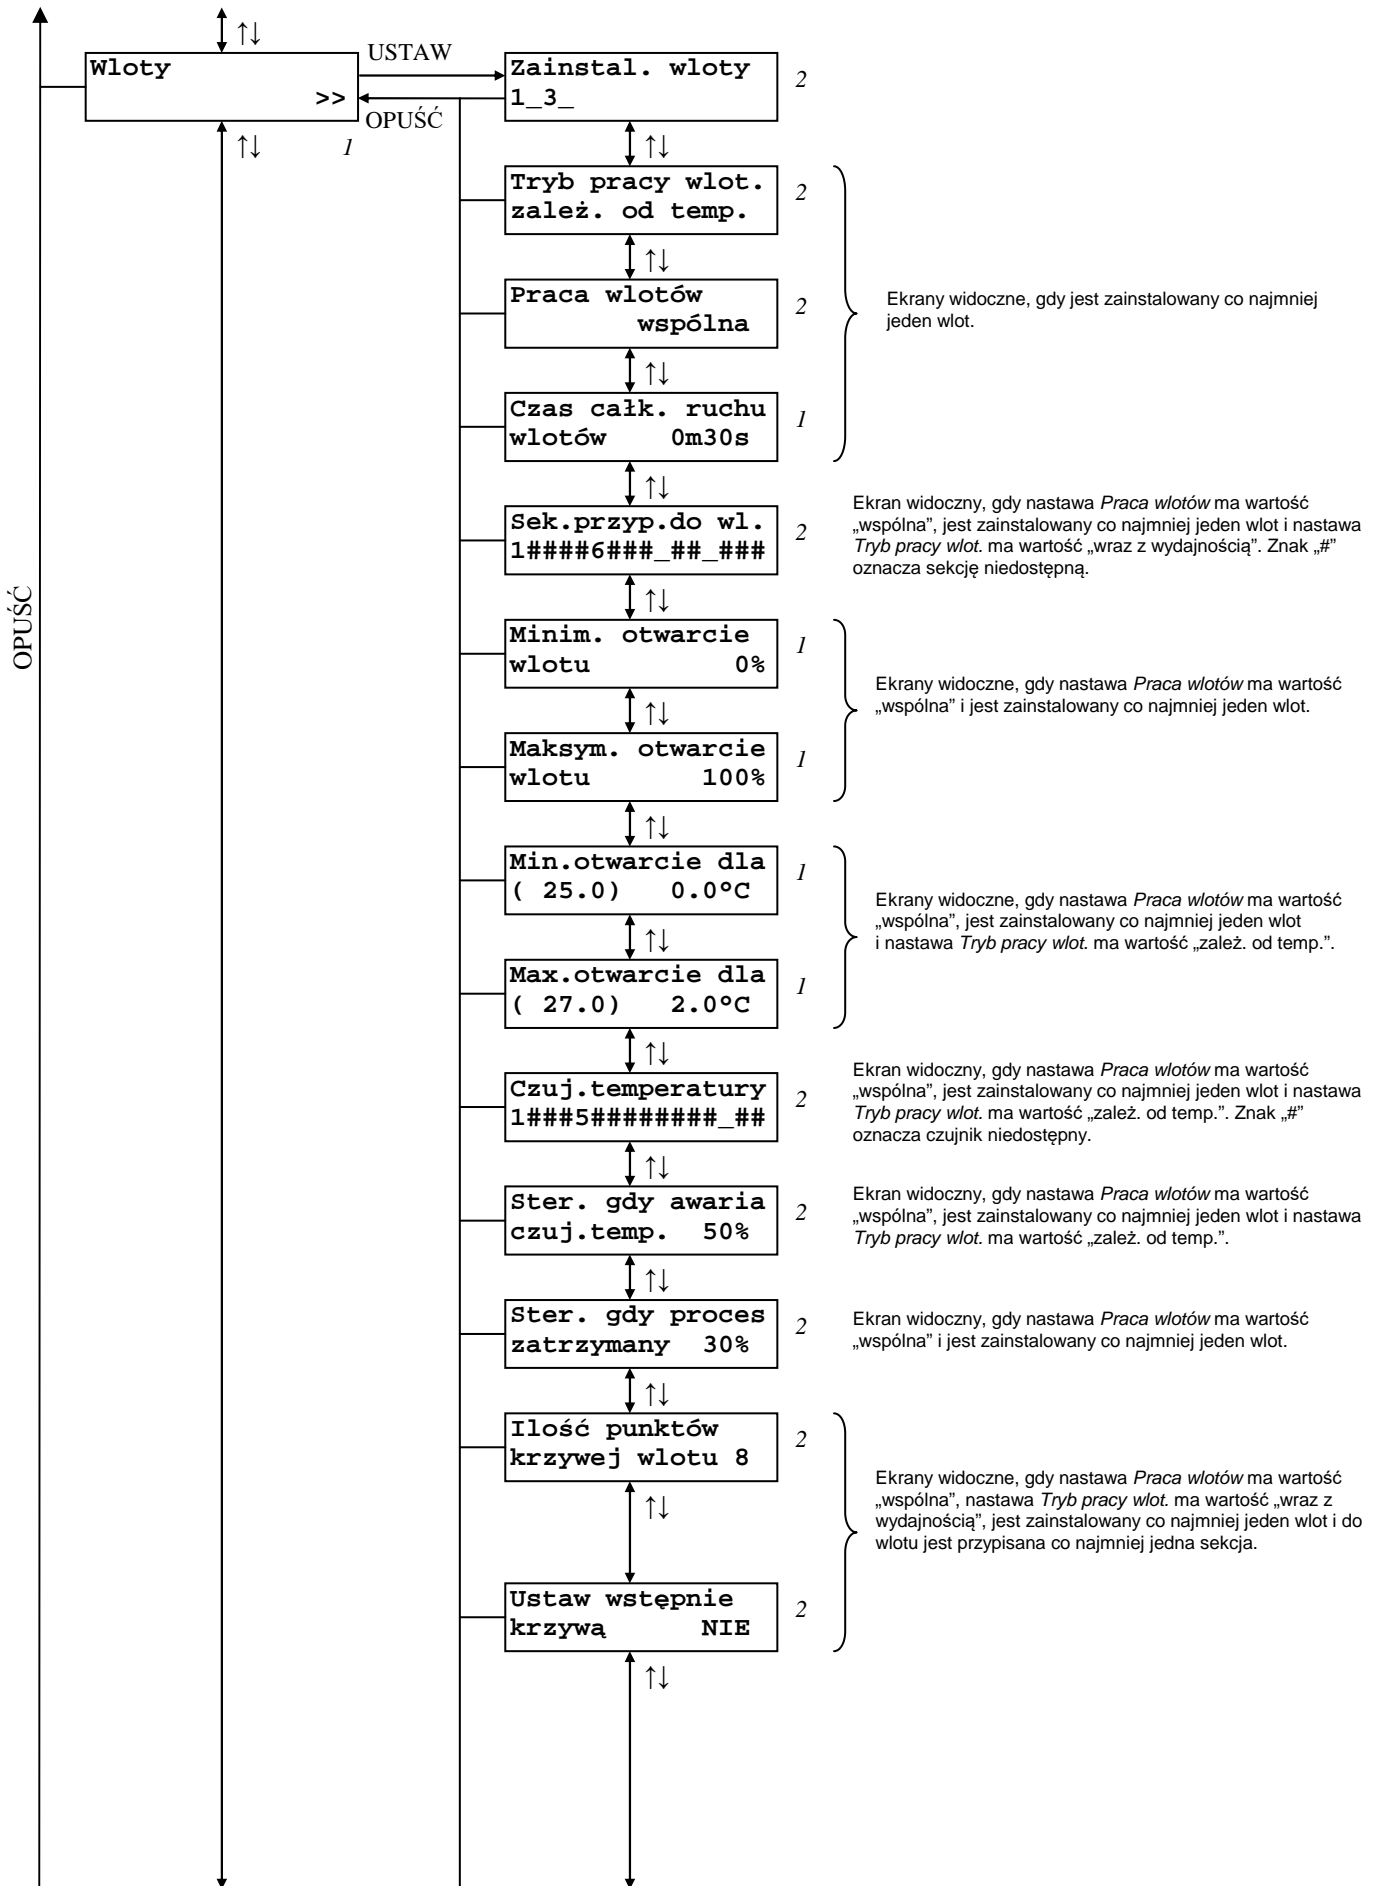 ↑↓
Wloty
>>
USTAW
OPUŚĆ
↑↓
1
Zainstal. wloty
1_3_
2
↑↓
Tryb pracy wlot.
zależ. od temp.
2
↑↓
Praca wlotów
wspólna
2
Ekrany widoczne, gdy jest zainstalowany co najmniej
jeden wlot.
↑↓
Czas całk. ruchu
wlotów 0m30s
1
↑↓
Sek.przyp.do wl.
1####6###_##_###
2
Ekran widoczny, gdy nastawa Praca wlotów ma wartość
„wspólna”, jest zainstalowany co najmniej jeden wlot i nastawa
Tryb pracy wlot. ma wartość „wraz z wydajnością”. Znak „#”
oznacza sekcję niedostępną.
OPUŚĆ
↑↓
Minim. otwarcie
wlotu 0%
1
Ekrany widoczne, gdy nastawa Praca wlotów ma wartość
„wspólna” i jest zainstalowany co najmniej jeden wlot.
↑↓
Maksym. otwarcie
wlotu 100%
1
↑↓
Min.otwarcie dla
( 25.0) 0.0°C
1
Ekrany widoczne, gdy nastawa Praca wlotów ma wartość
„wspólna”, jest zainstalowany co najmniej jeden wlot
i nastawa Tryb pracy wlot. ma wartość „zależ. od temp.”.
↑↓
Max.otwarcie dla
( 27.0) 2.0°C
1
↑↓
Czuj.temperatury
1###5########_##
2
Ekran widoczny, gdy nastawa Praca wlotów ma wartość
„wspólna”, jest zainstalowany co najmniej jeden wlot i nastawa
Tryb pracy wlot. ma wartość „zależ. od temp.”. Znak „#”
oznacza czujnik niedostępny.
↑↓
Ster. gdy awaria
czuj.temp. 50%
2
Ekran widoczny, gdy nastawa Praca wlotów ma wartość
„wspólna”, jest zainstalowany co najmniej jeden wlot i nastawa
Tryb pracy wlot. ma wartość „zależ. od temp.”.
↑↓
Ster. gdy proces
zatrzymany 30%
2
Ekran widoczny, gdy nastawa Praca wlotów ma wartość
„wspólna” i jest zainstalowany co najmniej jeden wlot.
↑↓
Ilość punktów
krzywej wlotu 8
2
Ekrany widoczne, gdy nastawa Praca wlotów ma wartość
„wspólna”, nastawa Tryb pracy wlot. ma wartość „wraz z
wydajnością”, jest zainstalowany co najmniej jeden wlot i do
wlotu jest przypisana co najmniej jedna sekcja.
↑↓
Ustaw wstępnie
krzywą NIE
2
↑↓